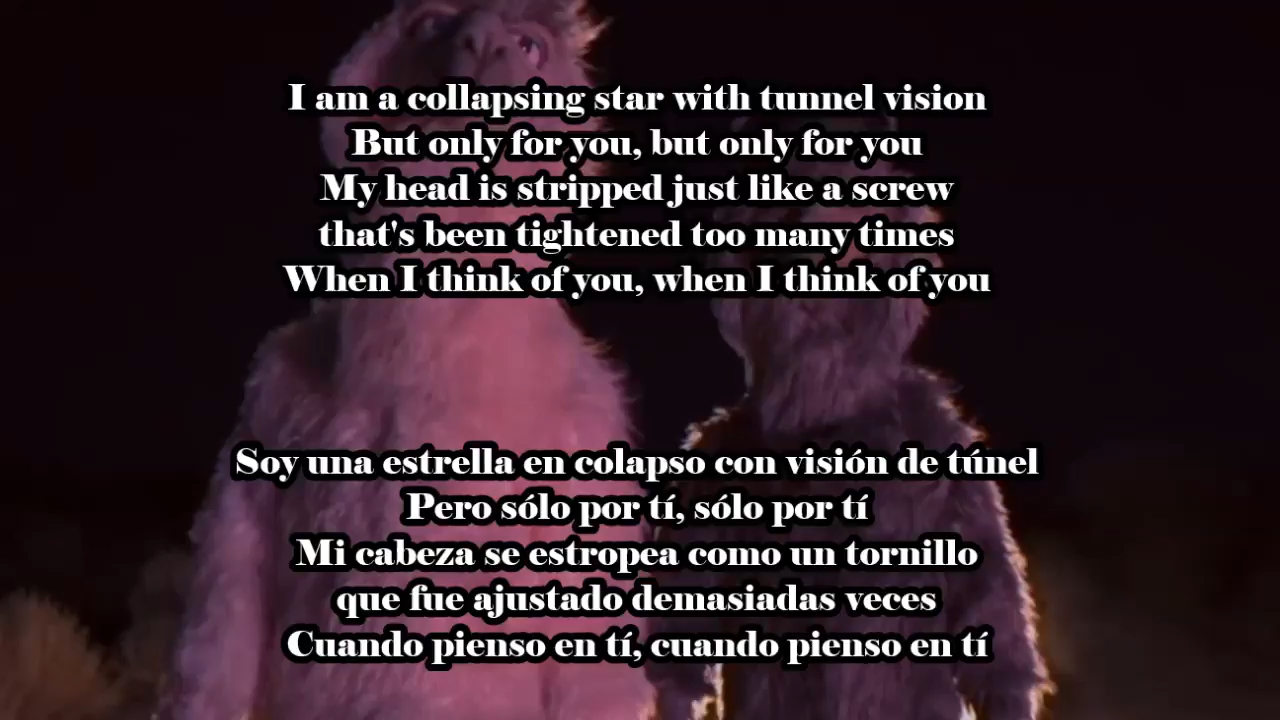 I am a collapsing star with tunnel vision
But only for you, but only for you
My head is stripped just like a screw
that's been tightened too many times
When I think of you, when I think of you
Soy una estrella en colapso con visión de túnel
Pero sólo por tí, sólo por tí
Mi cabeza se estropea como un tornillo
que fue ajustado demasiadas veces
Cuando pienso en tí, cuando pienso en tí